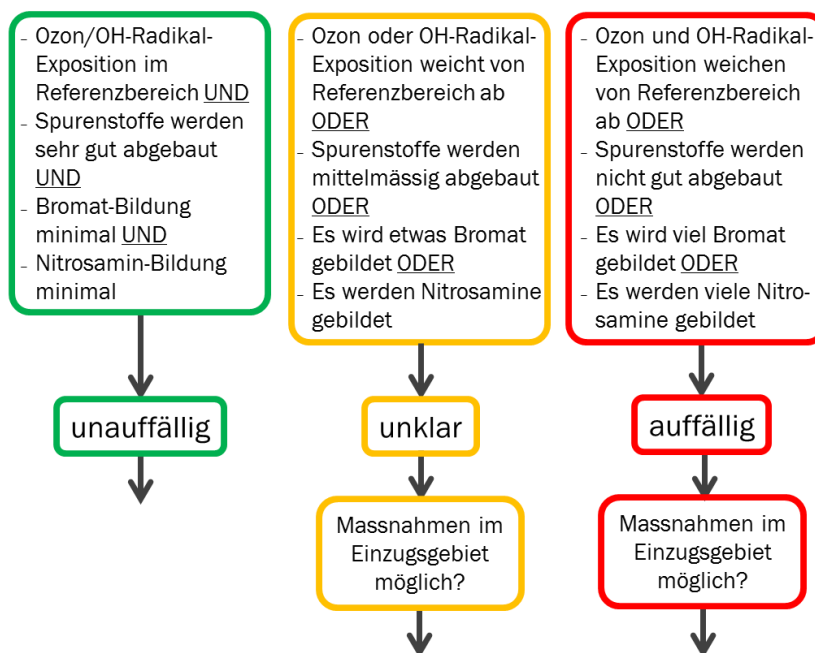 - Ozon/OH-Radikal-
Exposition im
Referenzbereich UND
- Spurenstoffe werden
sehr gut abgebaut
UND
- Bromat-Bildung
minimal UND
- Nitrosamin-Bildung
minimal
- Ozon oder OH-Radikal-
Exposition weicht von
Referenzbereich ab
ODER
- Spurenstoffe werden
mittelmässig abgebaut
ODER
- Es wird etwas Bromat
gebildet ODER
- Es werden Nitrosamine
gebildet
- Ozon und OH-Radikal-
Exposition weichen
von Referenzbereich
ab ODER
- Spurenstoffe werden
nicht gut abgebaut
ODER
- Es wird viel Bromat
gebildet ODER
- Es werden viele Nitro-
samine gebildet
unauffällig
unklar
auffällig
Massnahmen im
Einzugsgebiet
möglich?
Massnahmen im
Einzugsgebiet
möglich?